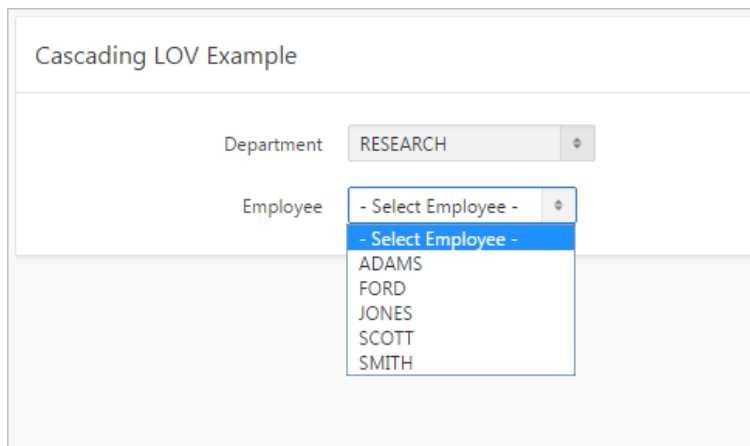 Cascading LOV Example
Department RESEARCH
Employee - Select Employee -
- Select Employee -
ADAMS
FORD
JONES
SCOTT
SMITH